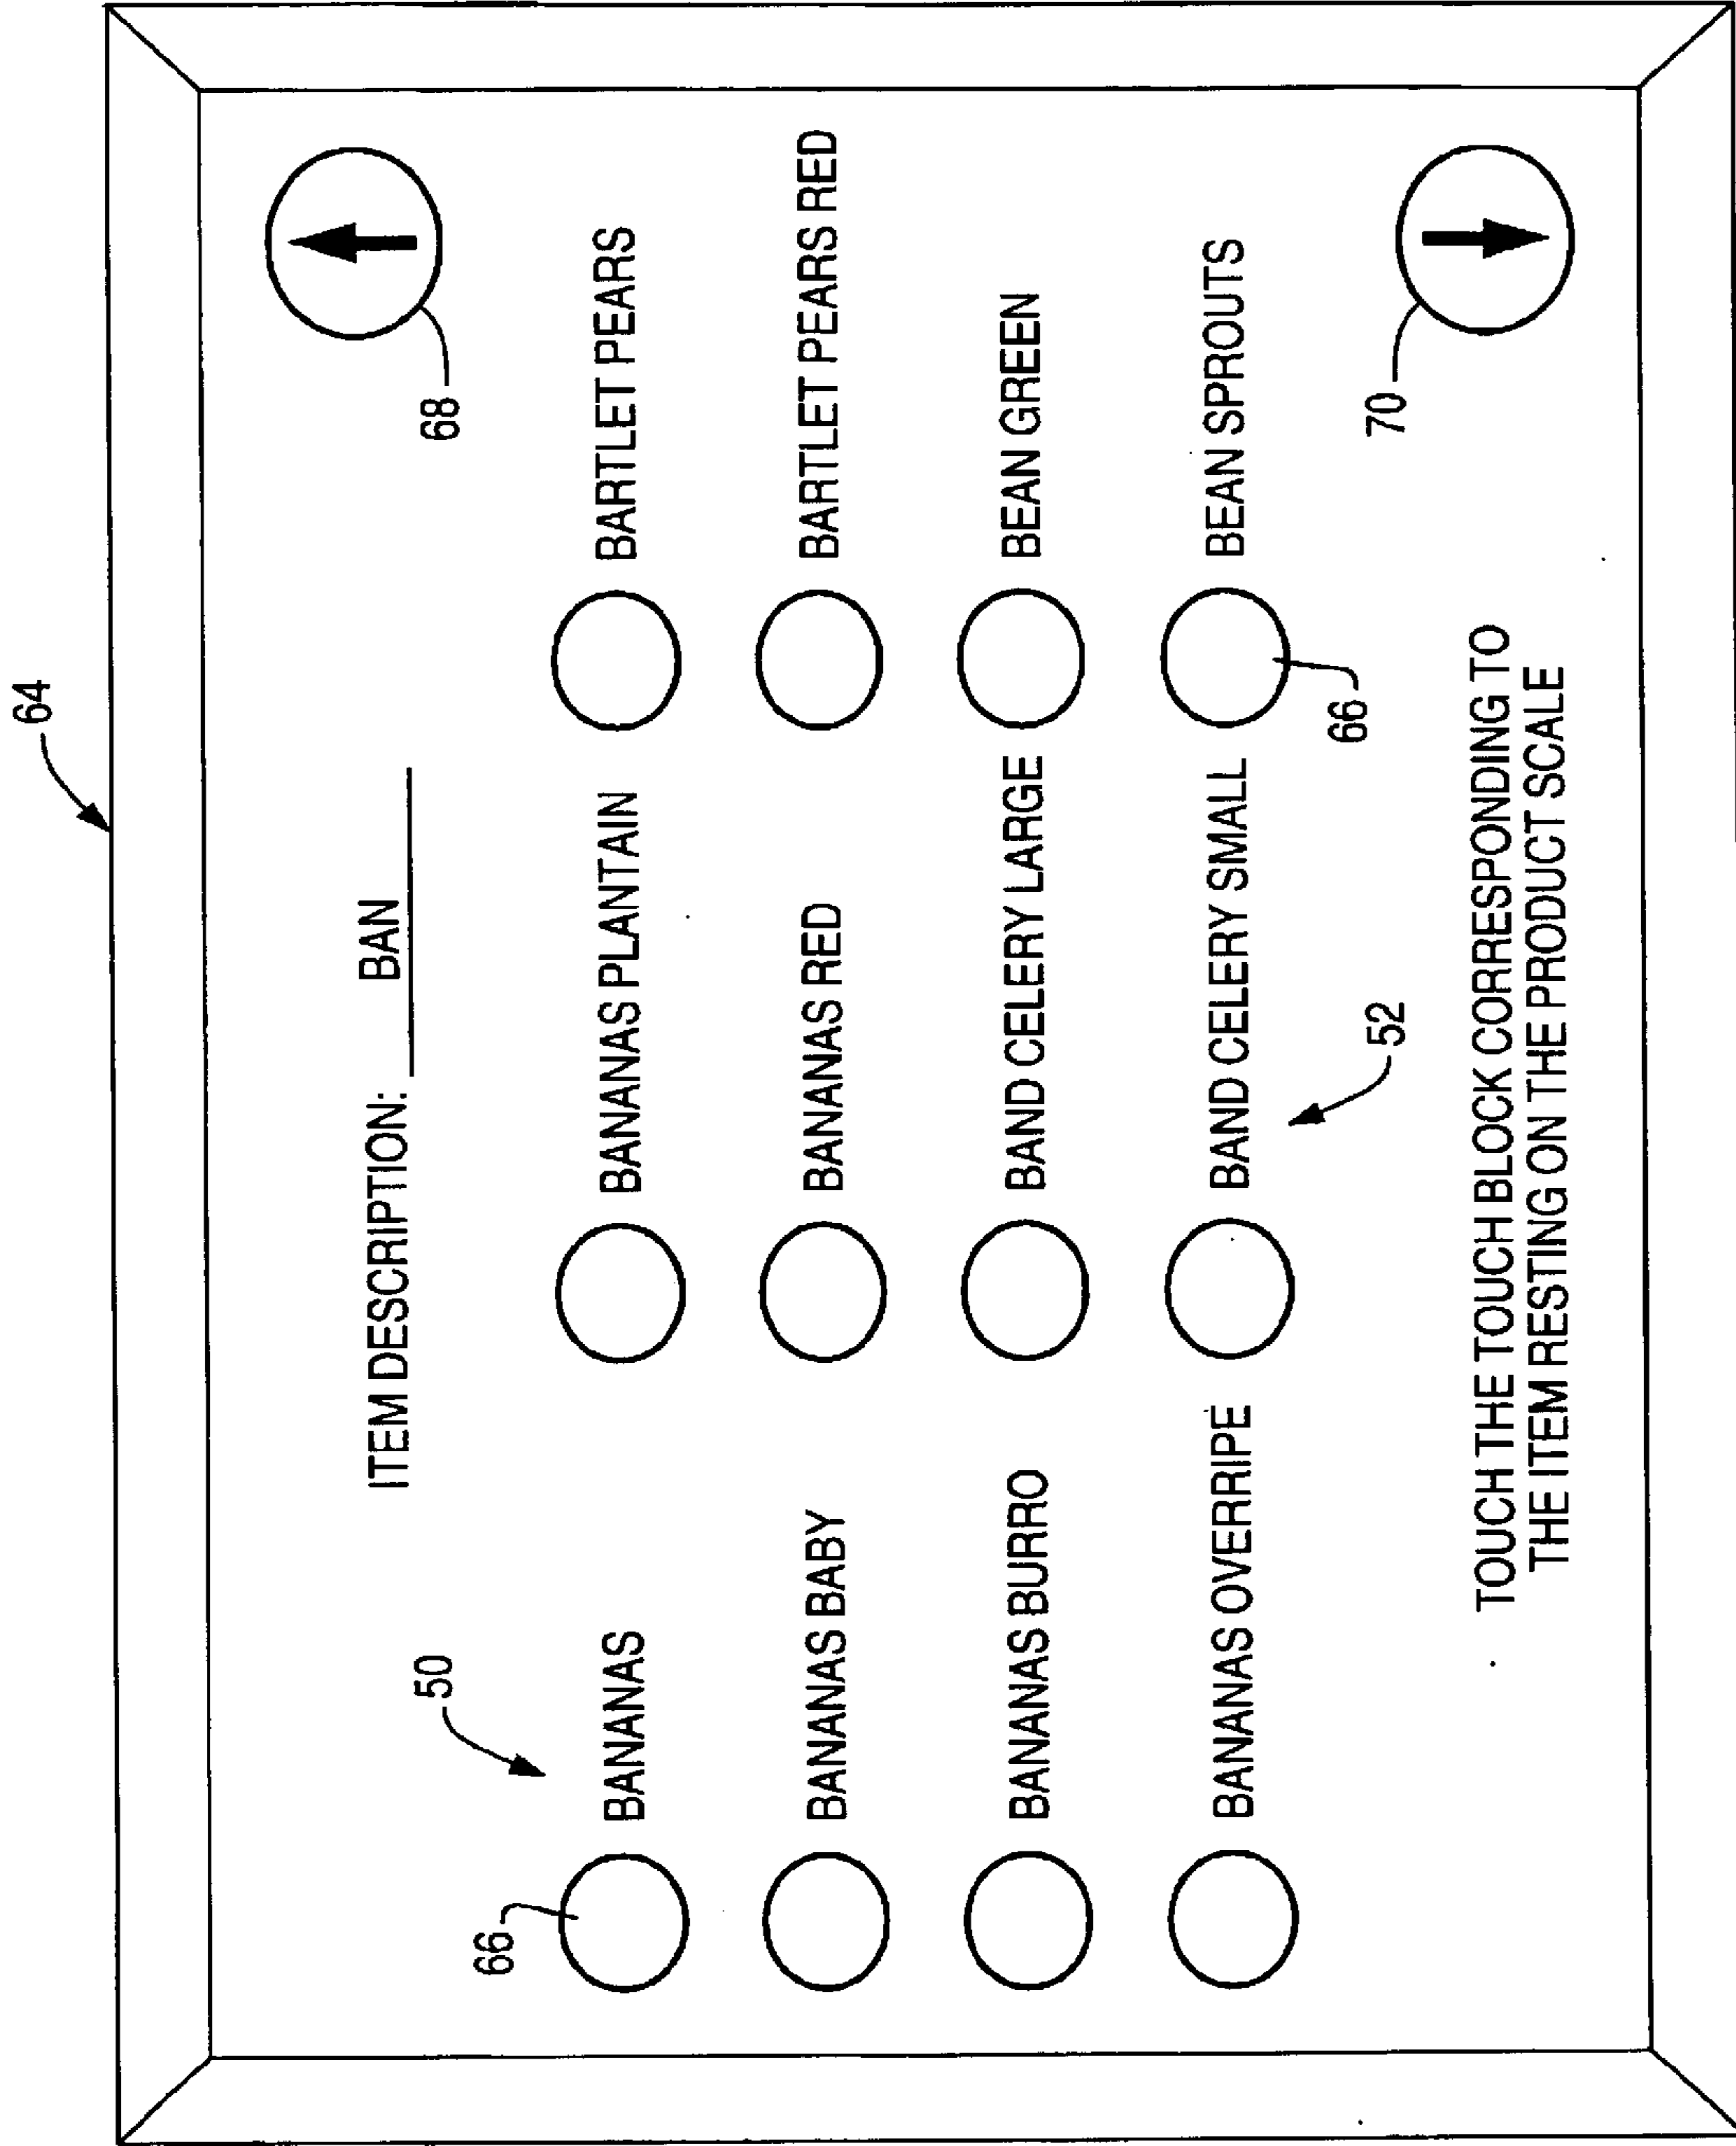 64
ITEM DESCRIPTION: BAN
68
50
66
BANANAS
BANANAS PLANTAIN
BARTLET PEARS
BANANAS BABY
BANANAS RED
BARTLET PEARS RED
BANANAS BURRO
BAND CELERY LARGE
BEAN GREEN
BANANAS OVERRIPE
BAND CELERY SMALL
BEAN SPROUTS
66
52
70
TOUCH THE TOUCH BLOCK CORRESPONDING TO
THE ITEM RESTING ON THE PRODUCT SCALE